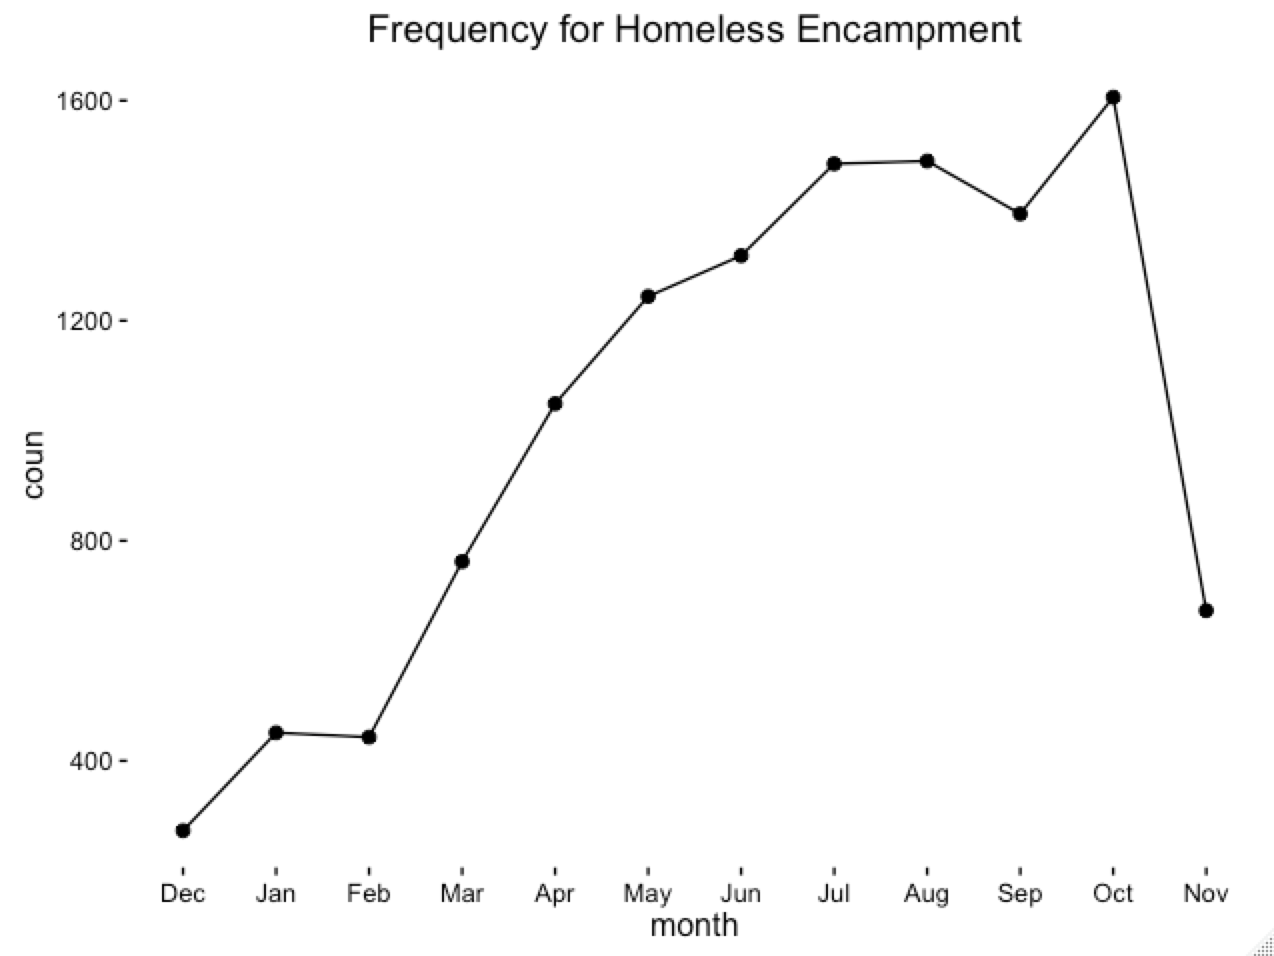 Frequency for Homeless Encampment
1600
1200
800
400
coun
Dec Jan Feb Mar Apr May Jun Jul Aug Sep Oct Nov
month